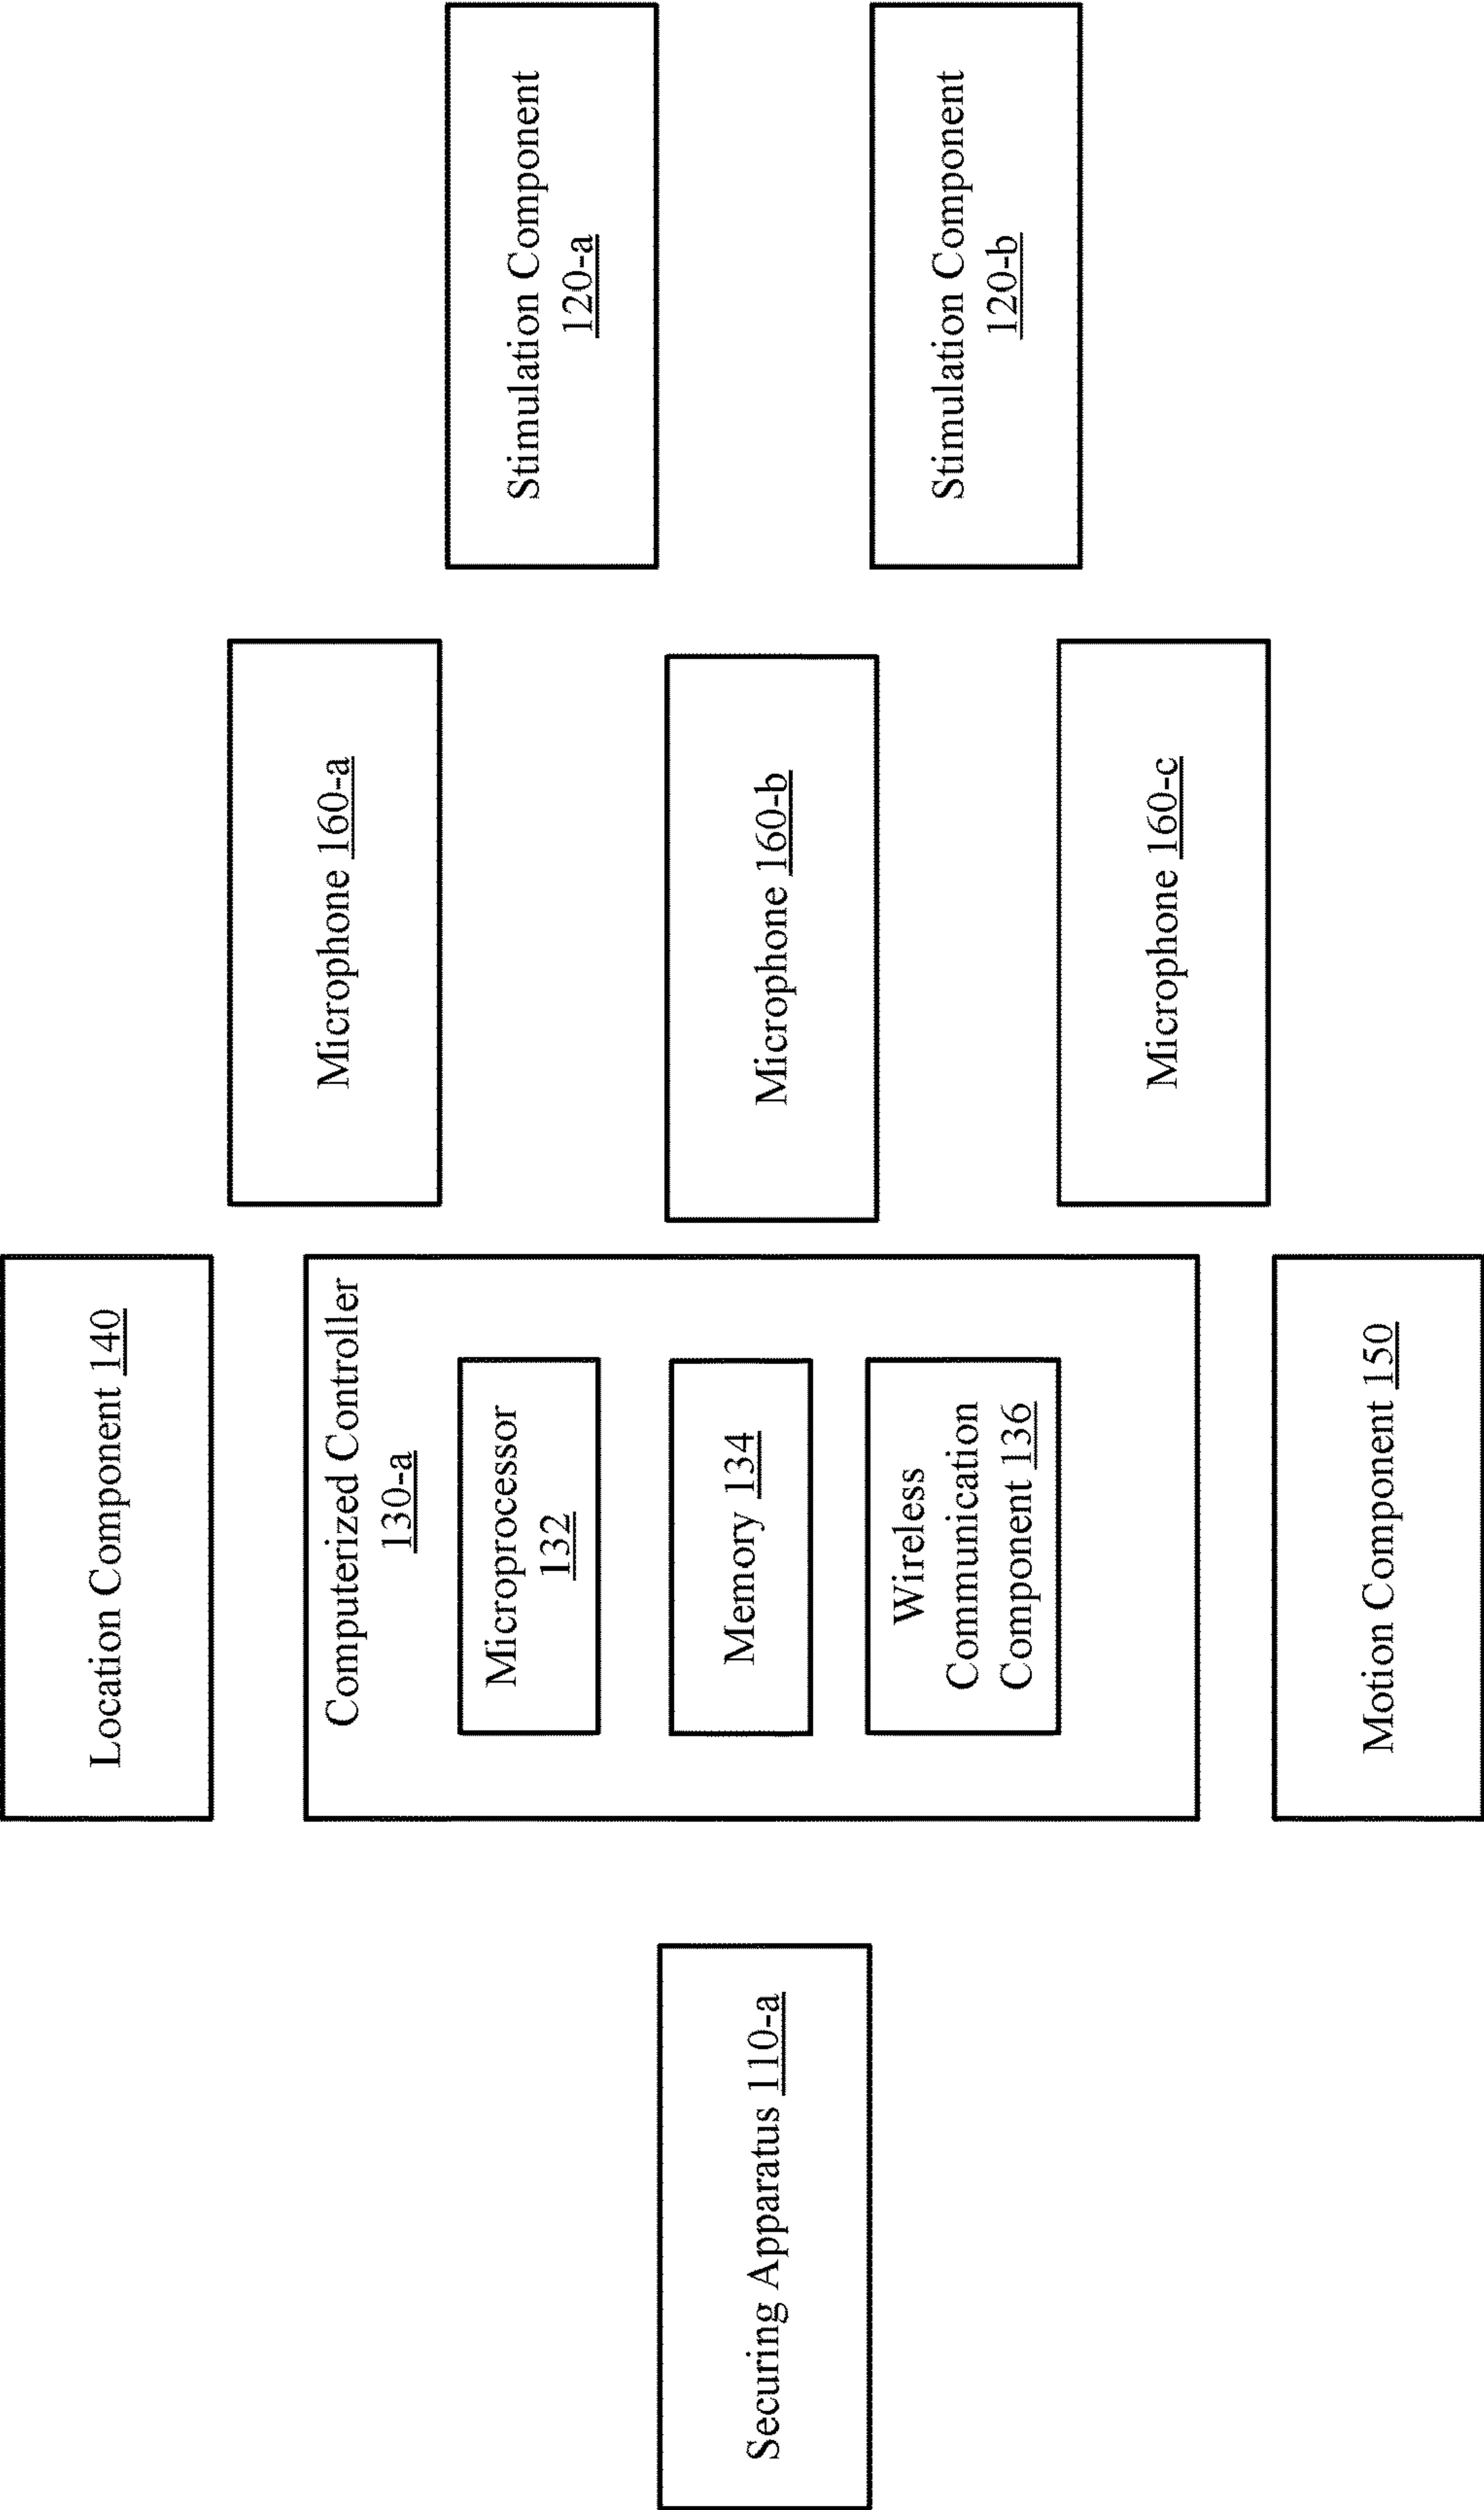 Securing Apparatus 110-a
Location Component 140
Computerized Controller
130-a
Microprocessor
132
Memory 134
Wireless
Communication
Component 136
Motion Component 150
Microphone 160-a
Microphone 160-b
Microphone 160-c
Stimulation Component
120-a
Stimulation Component
120-b